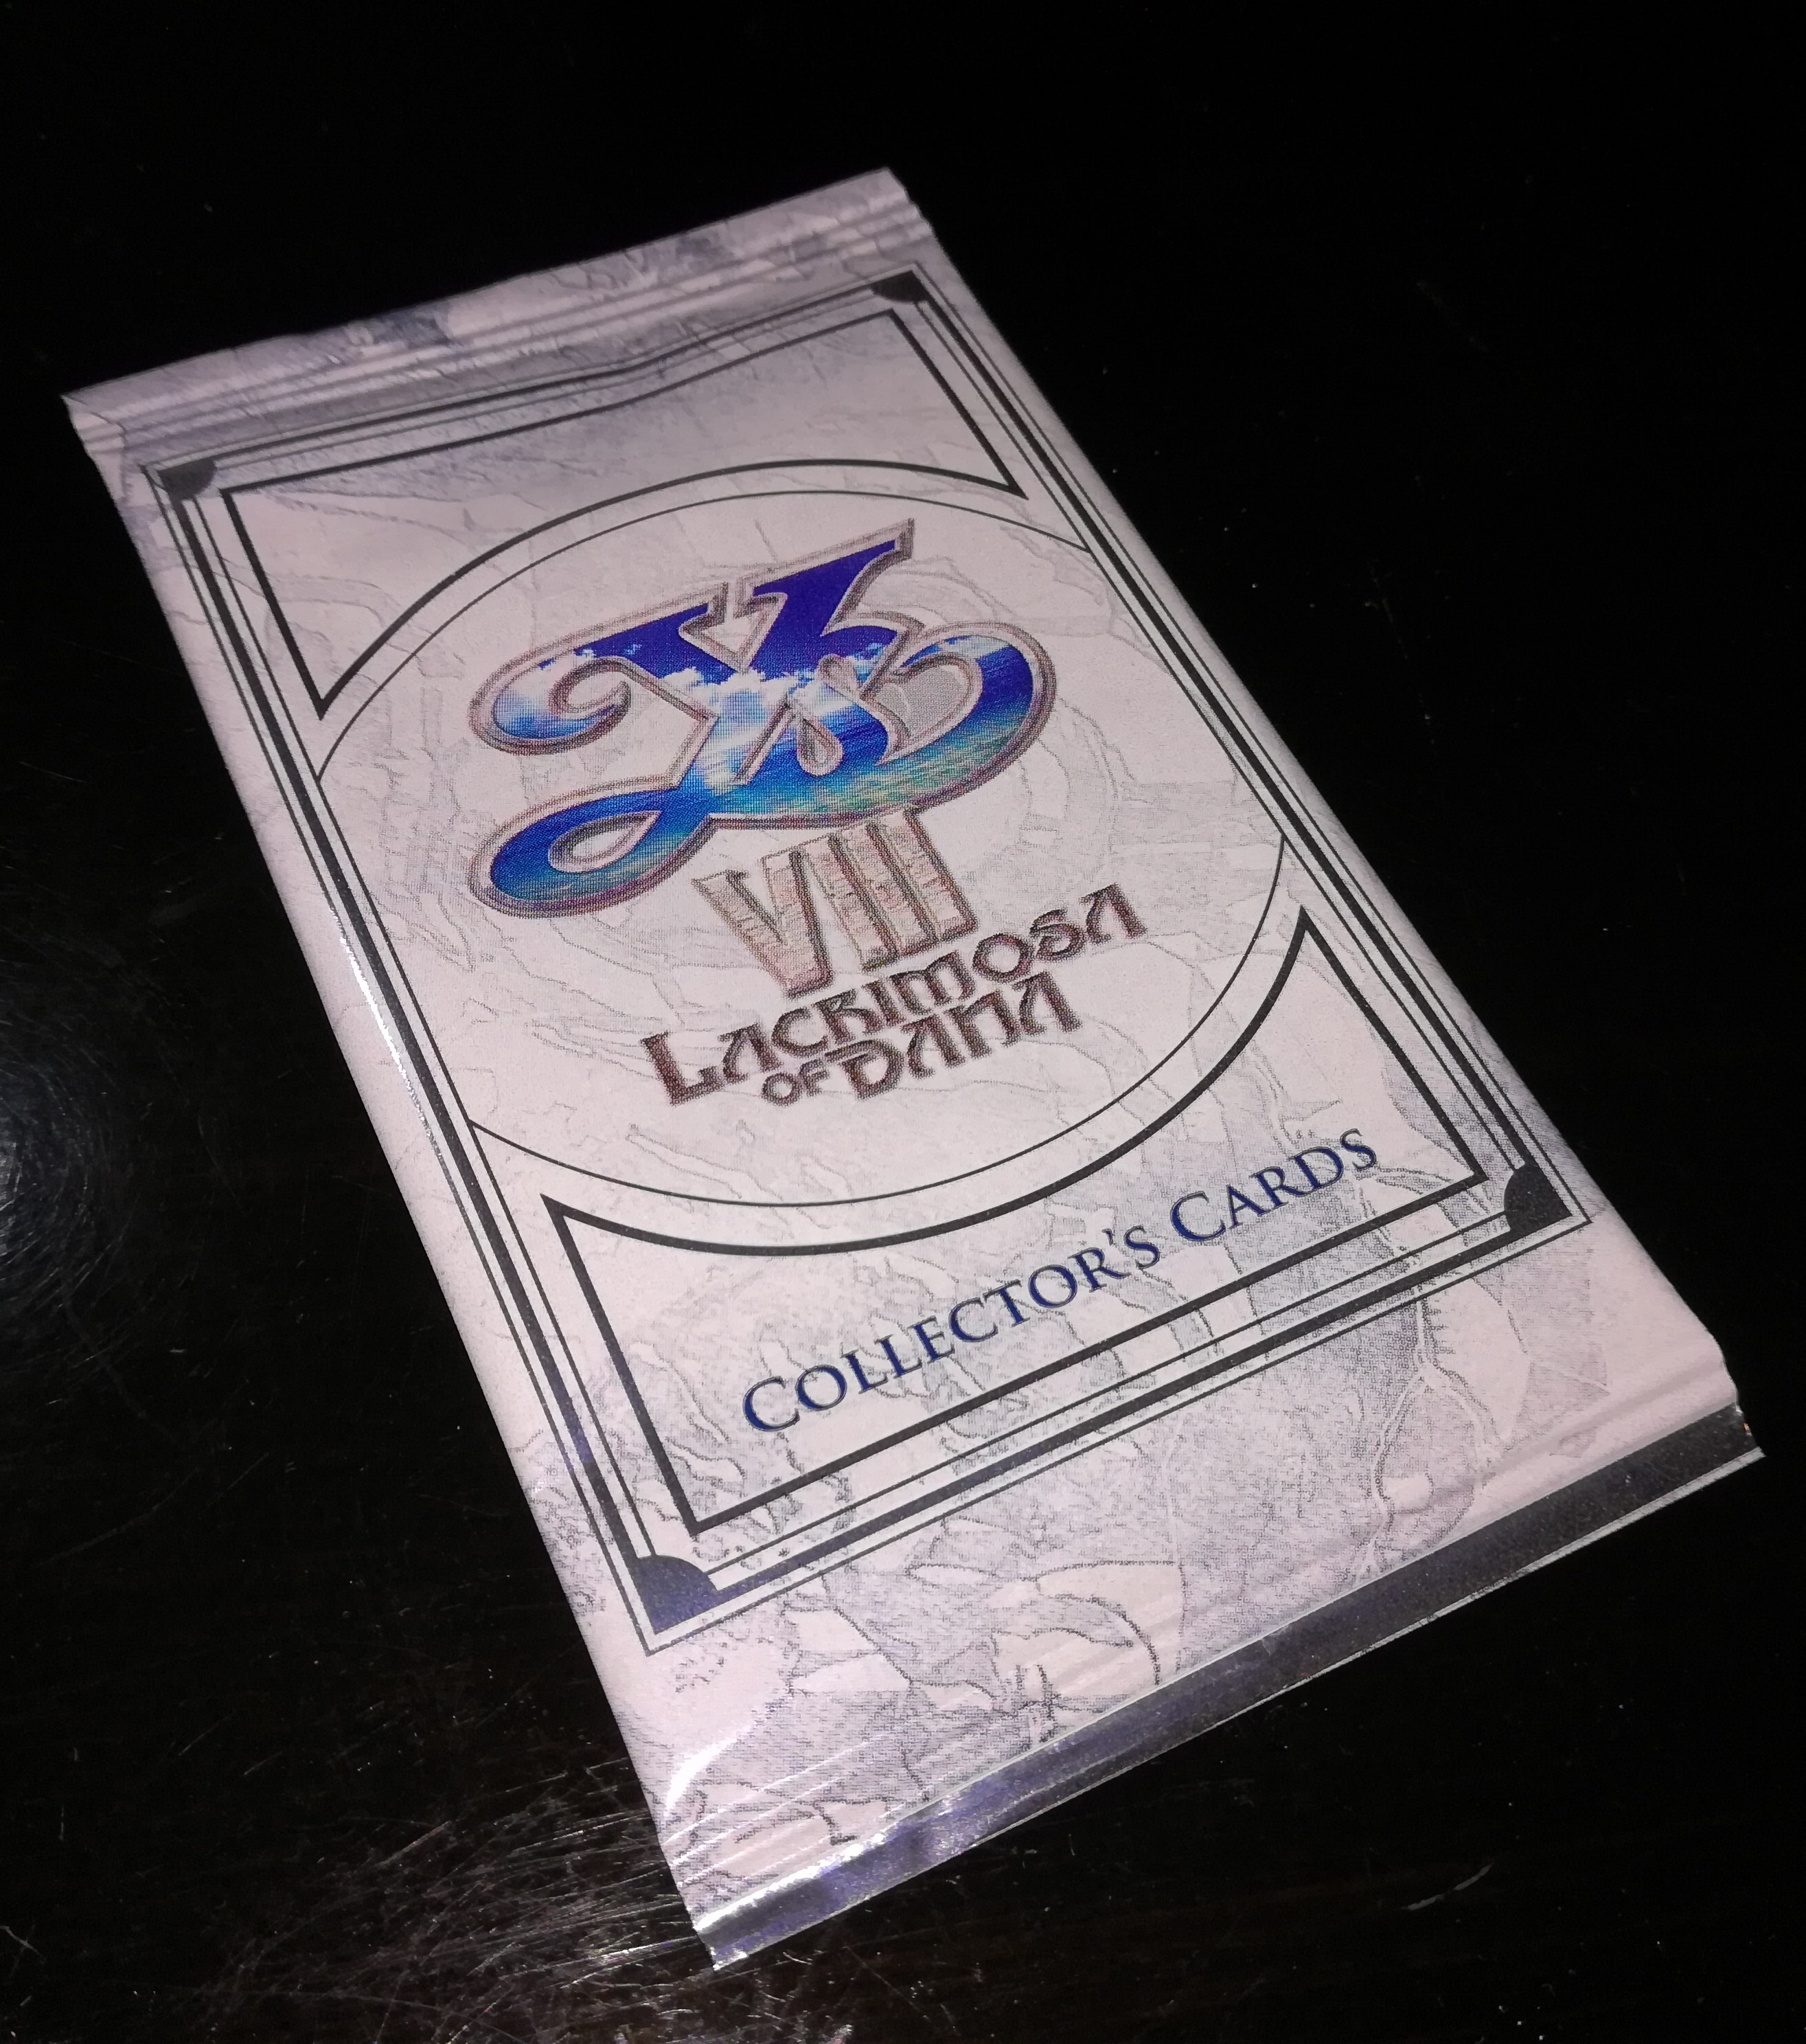 Ys
VIII
LACRIMOSA
OF DANA
COLLECTOR'S CARDS